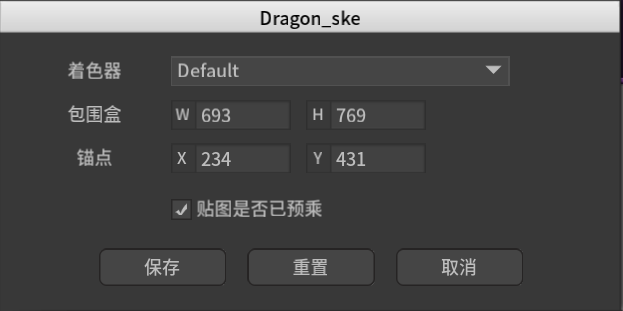 Dragon_ske
着色器 Default
包围盒 W 693 H 769
锚点 X 234 Y 431
贴图是否已预乘
保存 重置 取消